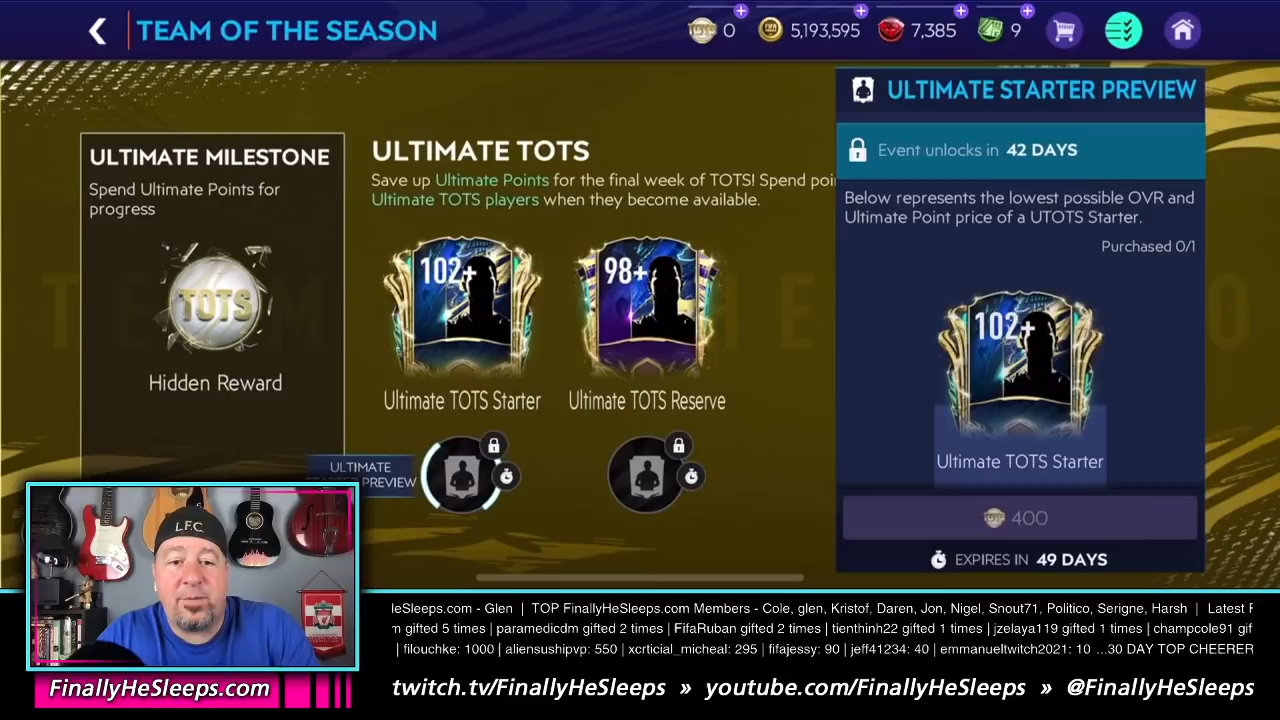 TEAM OF THE SEASON
0
5,193,595
7,385
9
ULTIMATE MILESTONE
Spend Ultimate Points for
progress
TOTS
Hidden Reward
ULTIMATE TOTS
Save up Ultimate Points for the final week of TOTS! Spend poi
Ultimate TOTS players when they become available.
102+
98+
Ultimate TOTS Starter
Ultimate TOTS Reserve
ULTIMATE
PREVIEW
ULTIMATE STARTER PREVIEW
Event unlocks in 42 DAYS
Below represents the lowest possible OVR and
Ultimate Point price of a UTOTS Starter.
Purchased 0/1
102+
Ultimate TOTS Starter
TOTS 400
EXPIRES IN 49 DAYS
L.F.C.
leSleeps.com - Glen | TOP FinallyHeSleeps.com Members - Cole, glen, Kristof, Daren, Jon, Nigel, Snout71, Politico, Serigne, Harsh | Latest F
m gifted 5 times | paramedicdm gifted 2 times | FifaRuban gifted 2 times | tienthinh22 gifted 1 times | jzelaya119 gifted 1 times | champcole91 gif
| filouchke: 1000 | aliensushipvp: 550 | xcrticial_micheal: 295 | fifajessy: 90 | jeff41234: 40 | emmanueltwitch2021: 10 ...30 DAY TOP CHEERER
FinallyHeSleeps.com
twitch.tv/FinallyHeSleeps » youtube.com/FinallyHeSleeps » @FinallyHeSleeps